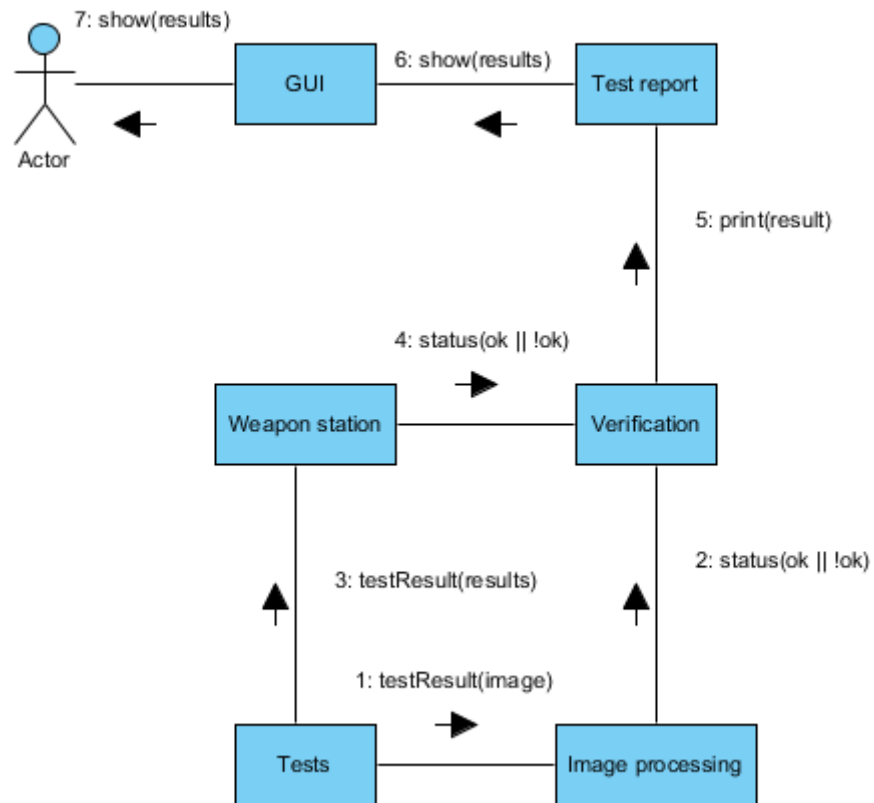 7: show(results)
GUI
6: show(results)
Test report
Actor
5: print(result)
4: status(ok || !ok)
Weapon station
Verification
3: testResult(results)
2: status(ok || !ok)
1: testResult(image)
Tests
Image processing